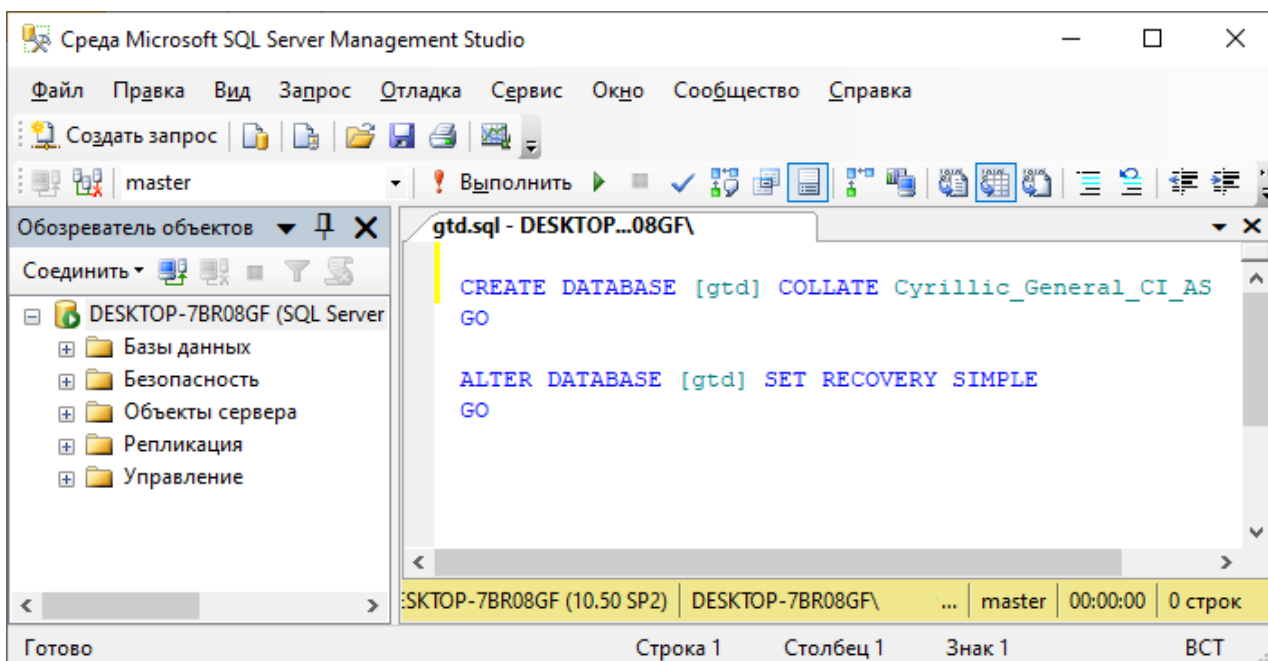 Среда Microsoft SQL Server Management Studio
Файл Правка Вид Запрос Отладка Сервис Окно Сообщество Справка
Создать запрос
master Выполнить
Обозреватель объектов
Соединить
DESKTOP-7BR08GF (SQL Server
Базы данных
Безопасность
Объекты сервера
Репликация
Управление
gtd.sql - DESKTOP...08GF\
CREATE DATABASE [gtd] COLLATE Cyrillic_General_CI_AS
GO
ALTER DATABASE [gtd] SET RECOVERY SIMPLE
GO
ESKTOP-7BR08GF (10.50 SP2) DESKTOP-7BR08GF\ ... master 00:00:00 0 строк
Готово Строка 1 Столбец 1 Знак 1 ВСТ